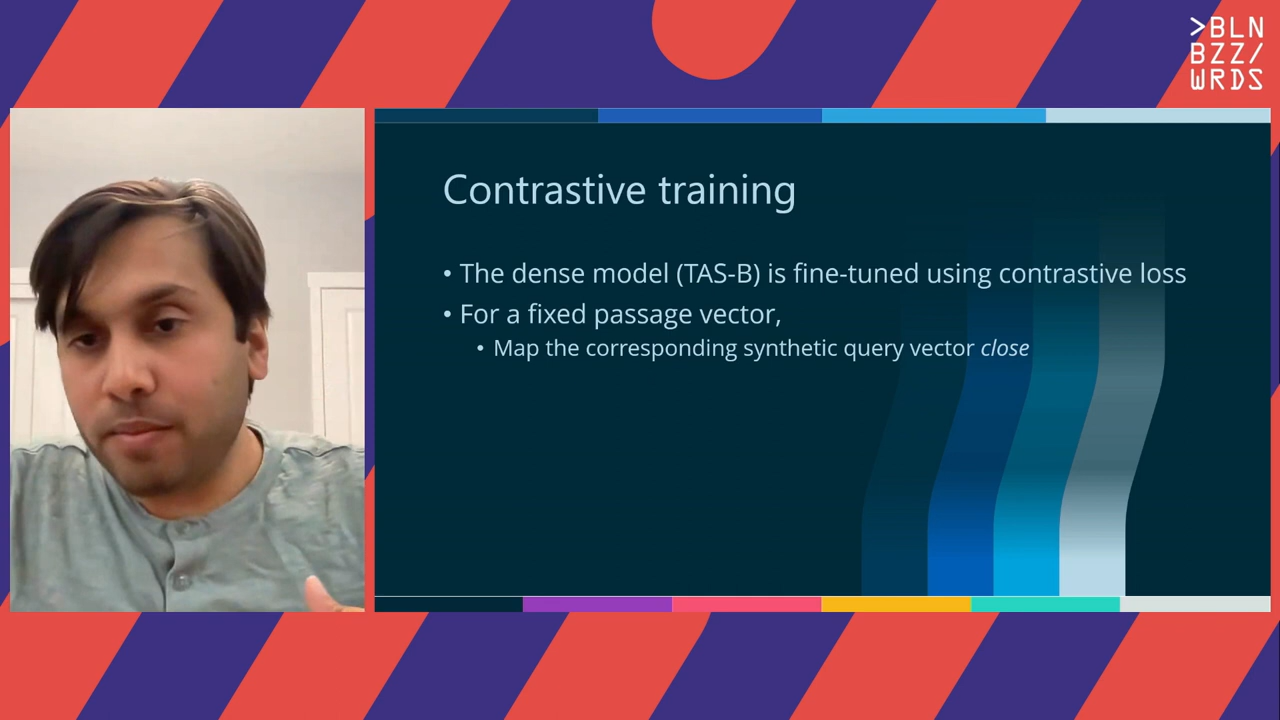 >BLN
BZZ/
WRDS
Contrastive training
• The dense model (TAS-B) is fine-tuned using contrastive loss
• For a fixed passage vector,
• Map the corresponding synthetic query vector close